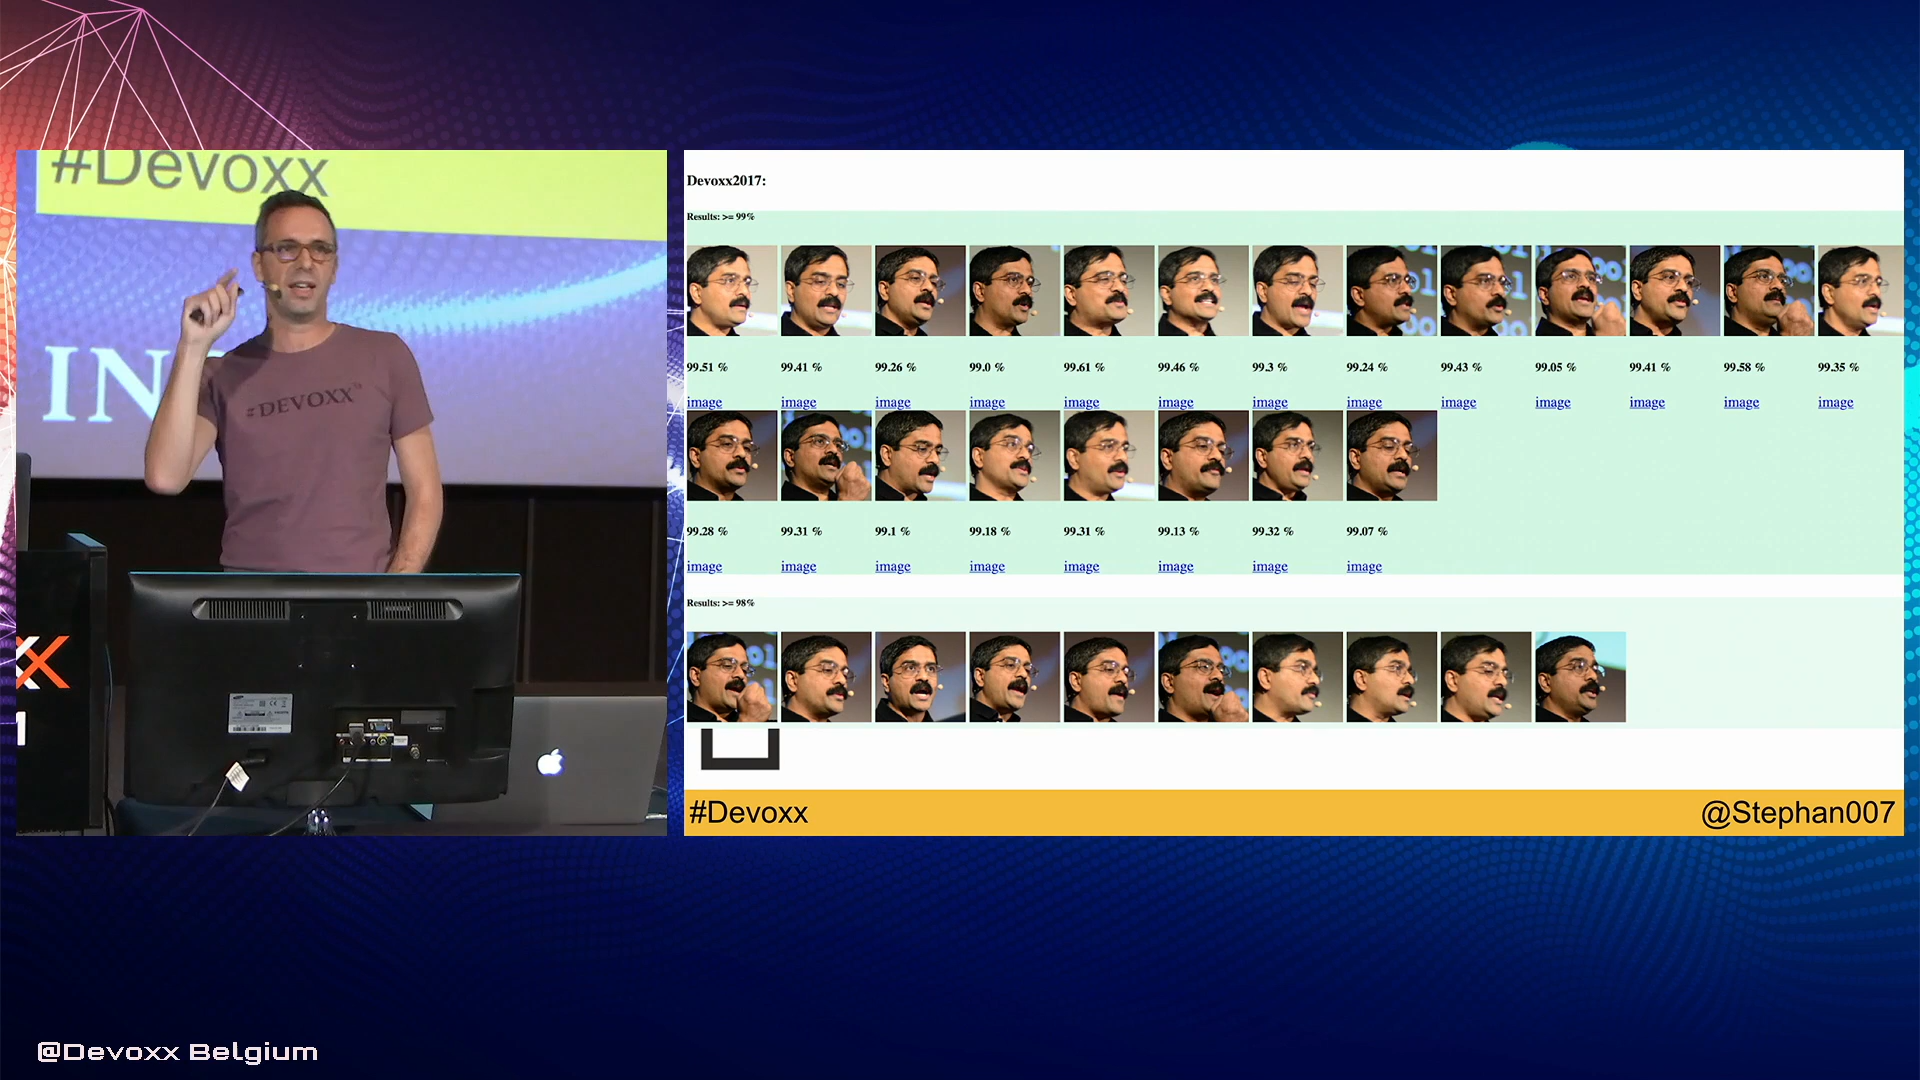 #Devoxx
IN
#DEVOXX
X
Devoxx2017:
Results: >= 99%
99.51 % 99.41 % 99.26 % 99.0 % 99.61 % 99.46 % 99.3 % 99.24 % 99.43 % 99.05 % 99.41 % 99.58 % 99.35 %
image image image image image image image image image image image image image
99.28 % 99.31 % 99.1 % 99.18 % 99.31 % 99.13 % 99.32 % 99.07 %
image image image image image image image image
Results: >= 98%
#Devoxx @Stephan007
@Devoxx Belgium